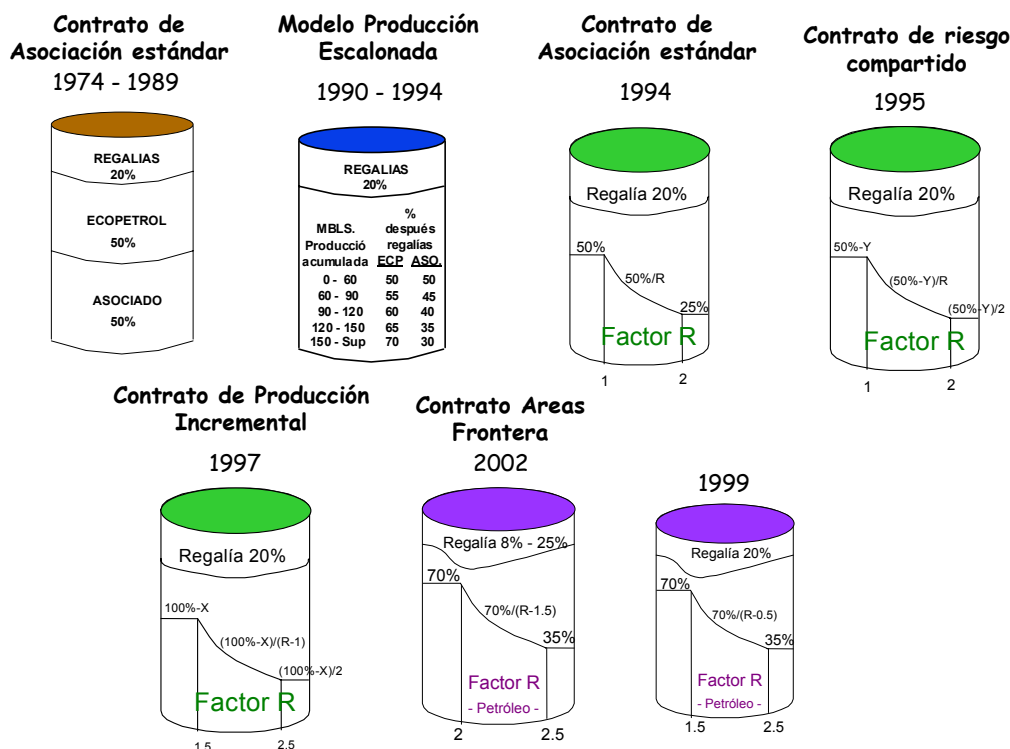 Contrato de
Asociación estándar
1974 - 1989
REGALIAS
20%
ECOPETROL
50%
ASOCIADO
50%
Modelo Producción
Escalonada
1990 - 1994
REGALIAS
20%
%
MBLS. después
Producció regalías
acumulada ECP ASO.
0 - 60 50 50
60 - 90 55 45
90 - 120 60 40
120 - 150 65 35
150 - Sup 70 30
Contrato de
Asociación estándar
1994
Regalía 20%
50%
50%/R
25%
Factor R
1 2
Contrato de riesgo
compartido
1995
Regalía 20%
50%-Y
(50%-Y)/R
(50%-Y)/2
Factor R
1 2
Contrato de Producción
Incremental
1997
Regalía 20%
100%-X
(100%-X)/(R-1)
(100%-X)/2
Factor R
1.5 2.5
Contrato Areas
Frontera
2002
Regalía 8% - 25%
70%
70%/(R-1.5)
35%
Factor R
- Petróleo -
2 2.5
1999
Regalía 20%
70%
70%/(R-0.5)
35%
Factor R
- Petróleo -
1.5 2.5